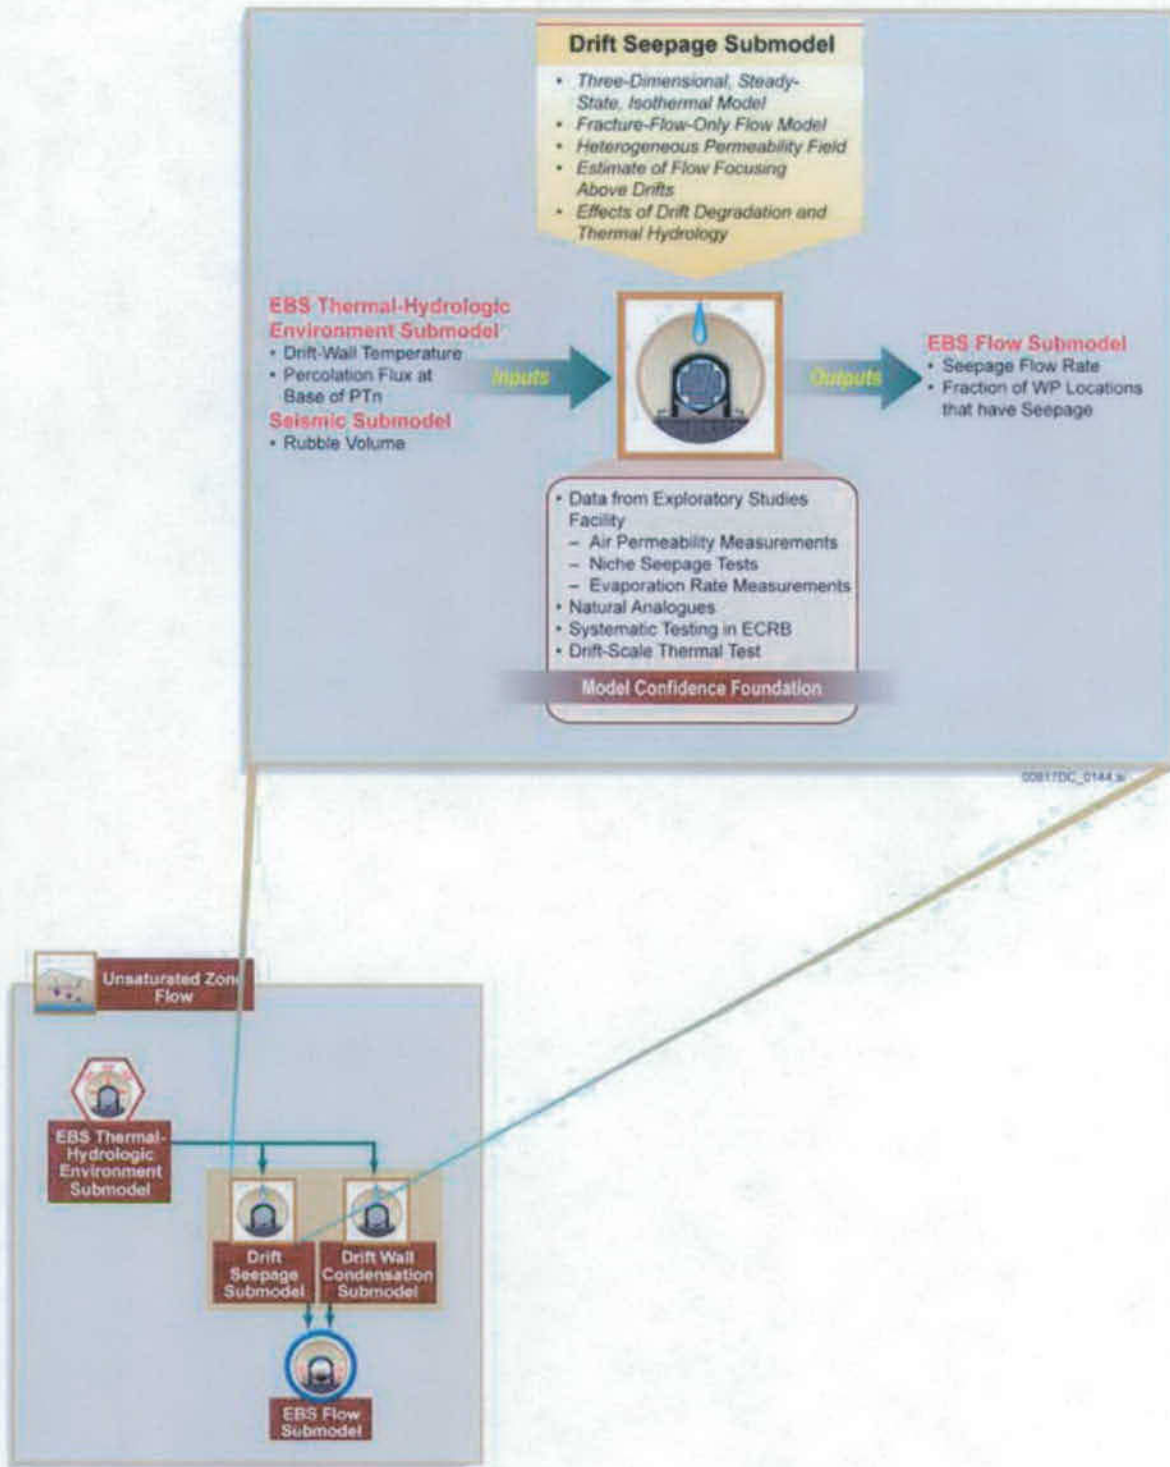 Drift Seepage Submodel
• Three-Dimensional, Steady-
State, Isothermal Model
• Fracture-Flow-Only Flow Model
• Heterogeneous Permeability Field
• Estimate of Flow Focusing
Above Drifts
• Effects of Drift Degradation and
Thermal Hydrology
EBS Thermal-Hydrologic
Environment Submodel
• Drift-Wall Temperature
• Percolation Flux at
Base of PTn
Seismic Submodel
• Rubble Volume
Inputs
Outputs
EBS Flow Submodel
• Seepage Flow Rate
• Fraction of WP Locations
that have Seepage
• Data from Exploratory Studies
Facility
– Air Permeability Measurements
– Niche Seepage Tests
– Evaporation Rate Measurements
• Natural Analogues
• Systematic Testing in ECRB
• Drift-Scale Thermal Test
Model Confidence Foundation
00817DC_0144.ai
Unsaturated Zone
Flow
EBS Thermal-
Hydrologic
Environment
Submodel
Drift
Seepage
Submodel
Drift Wall
Condensation
Submodel
EBS Flow
Submodel